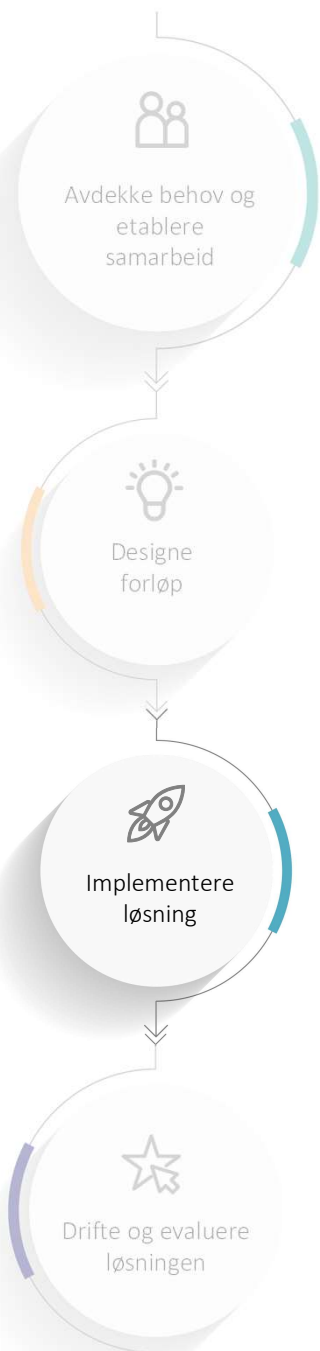 Avdekke behov og
etablere
samarbeid
Designe
forløp
Implementere
løsning
Drifte og evaluere
løsningen